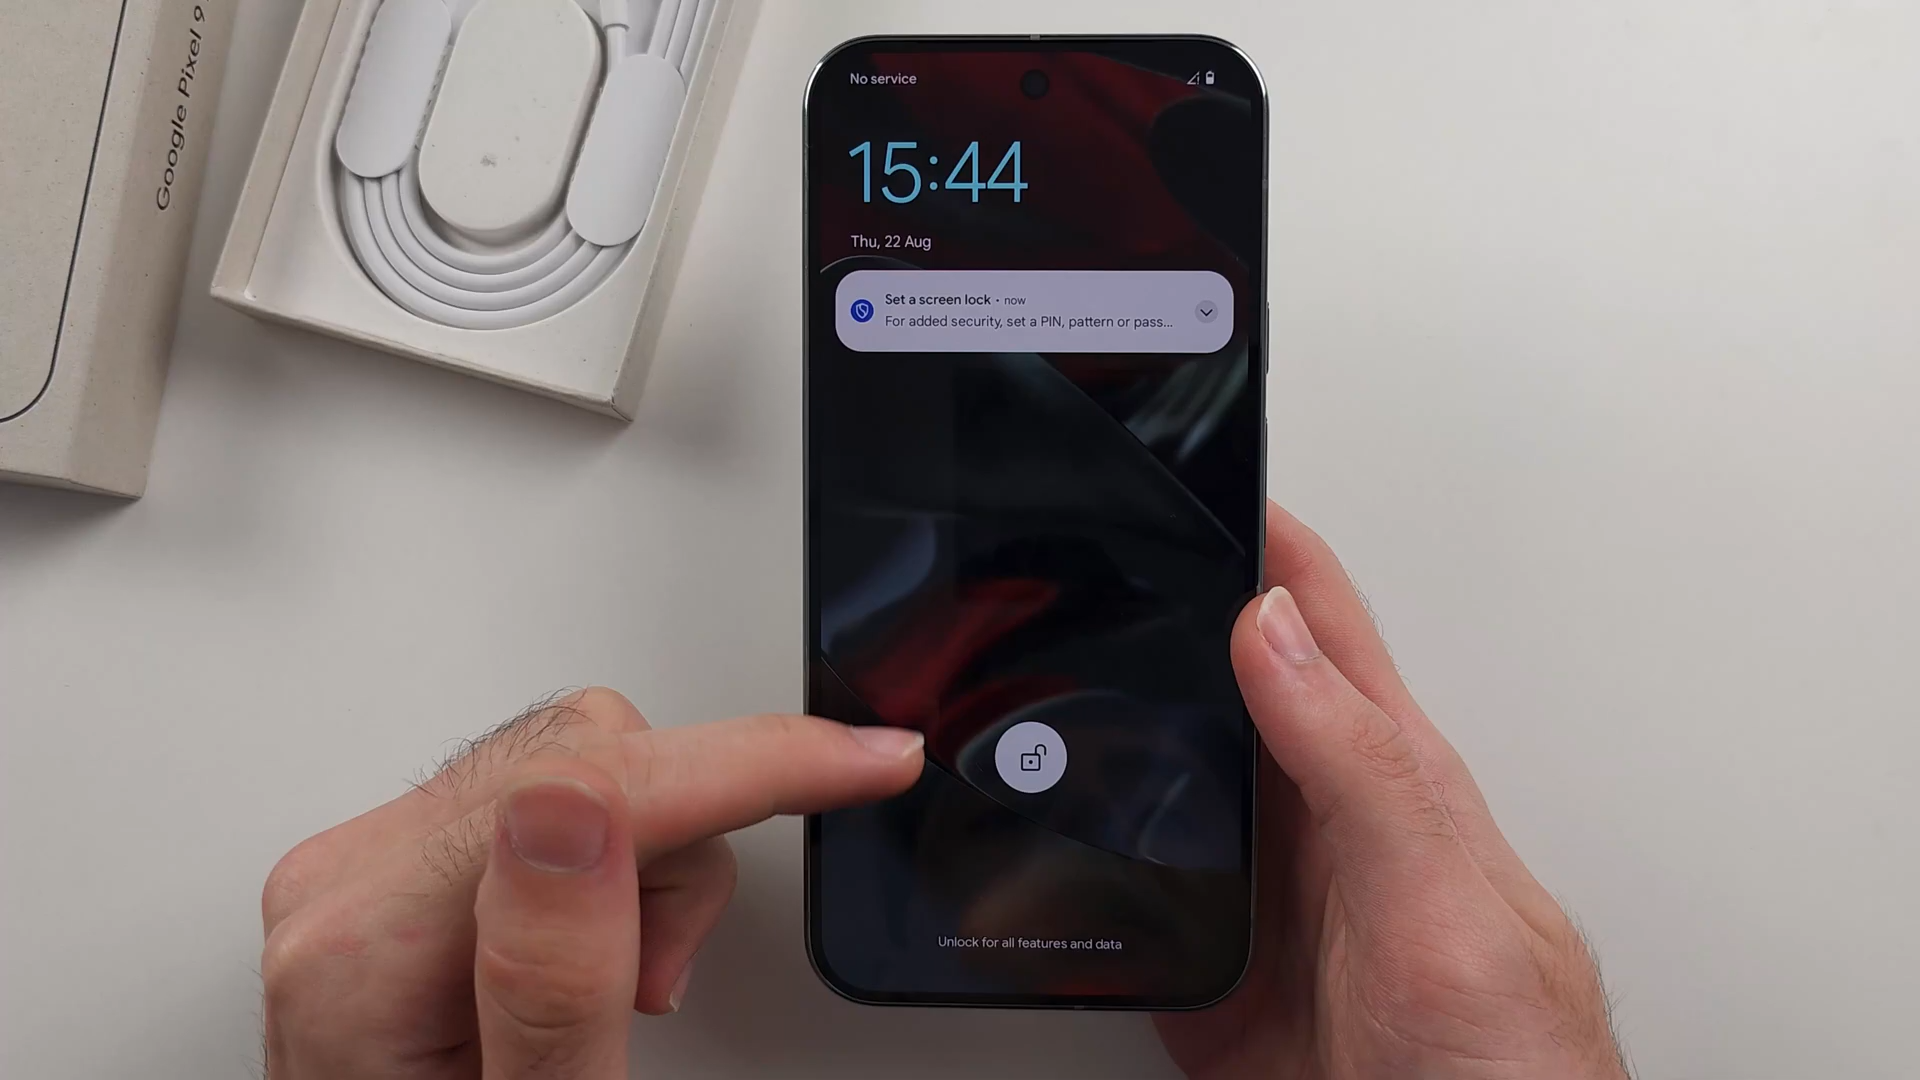 Google Pixel 9
No service
15:44
Thu, 22 Aug
Set a screen lock • now
For added security, set a PIN, pattern or pass...
Unlock for all features and data